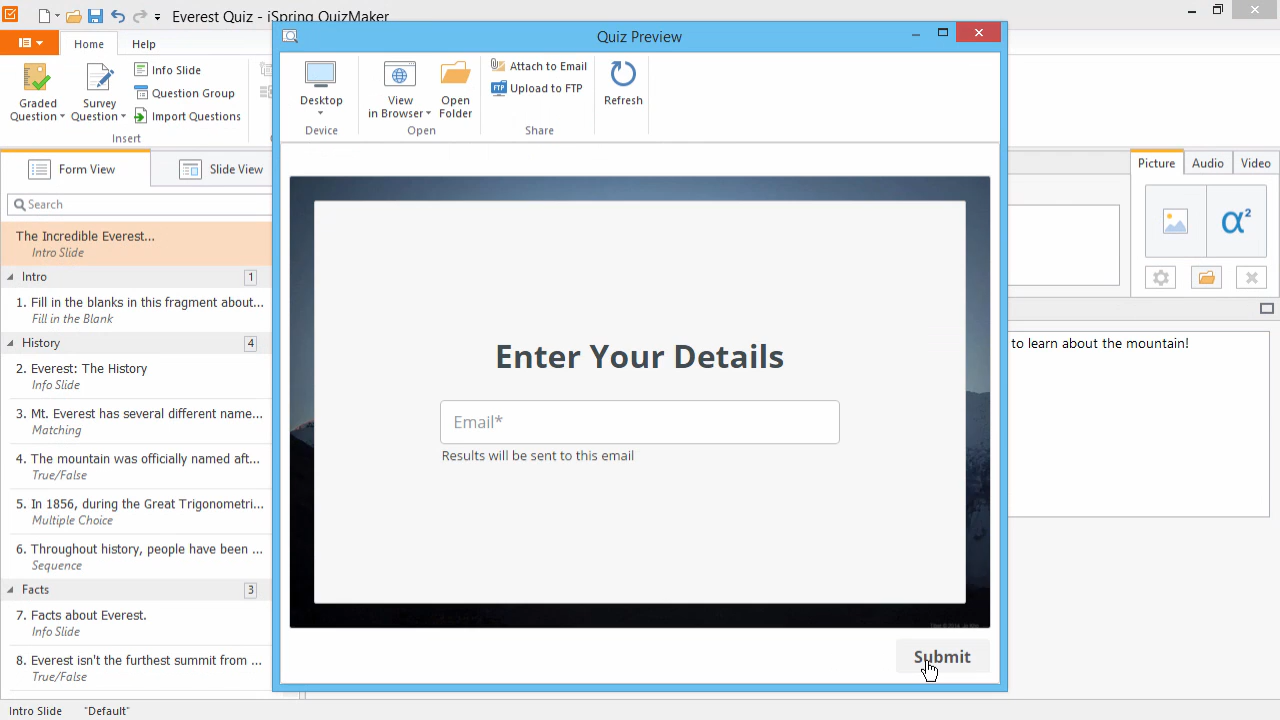 Everest Quiz - iSpring QuizMaker
Home
Help
Graded
Question
Survey
Question
Info Slide
Question Group
Import Questions
Insert
Form View
Slide View
Search
The Incredible Everest...
Intro Slide
Intro
1
1. Fill in the blanks in this fragment about...
Fill in the Blank
History
4
2. Everest: The History
Info Slide
3. Mt. Everest has several different name...
Matching
4. The mountain was officially named aft...
True/False
5. In 1856, during the Great Trigonometri...
Multiple Choice
6. Throughout history, people have been ...
Sequence
Facts
3
7. Facts about Everest.
Info Slide
8. Everest isn't the furthest summit from ...
True/False
Intro Slide
"Default"
Quiz Preview
Desktop
Device
View
in Browser
Open
Folder
Open
Attach to Email
FTP Upload to FTP
Share
Refresh
Enter Your Details
Email*
Results will be sent to this email
Submit
Picture
Audio
Video
α²
to learn about the mountain!